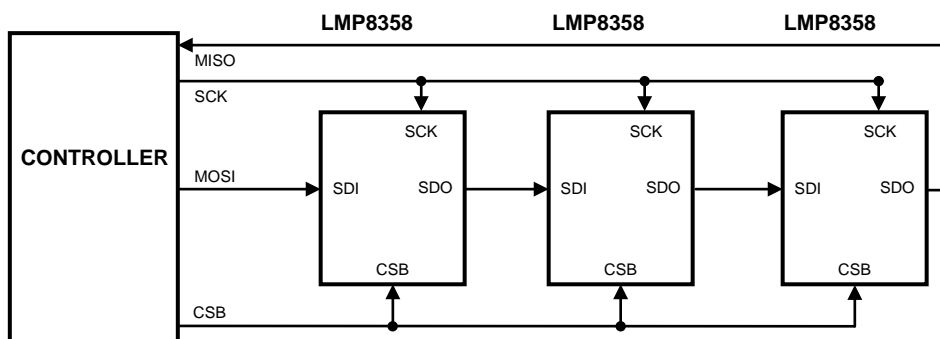 LMP8358 LMP8358 LMP8358
MISO
SCK
SCK SCK SCK
CONTROLLER
MOSI SDI SDO SDI SDO SDI SDO
CSB CSB CSB
CSB